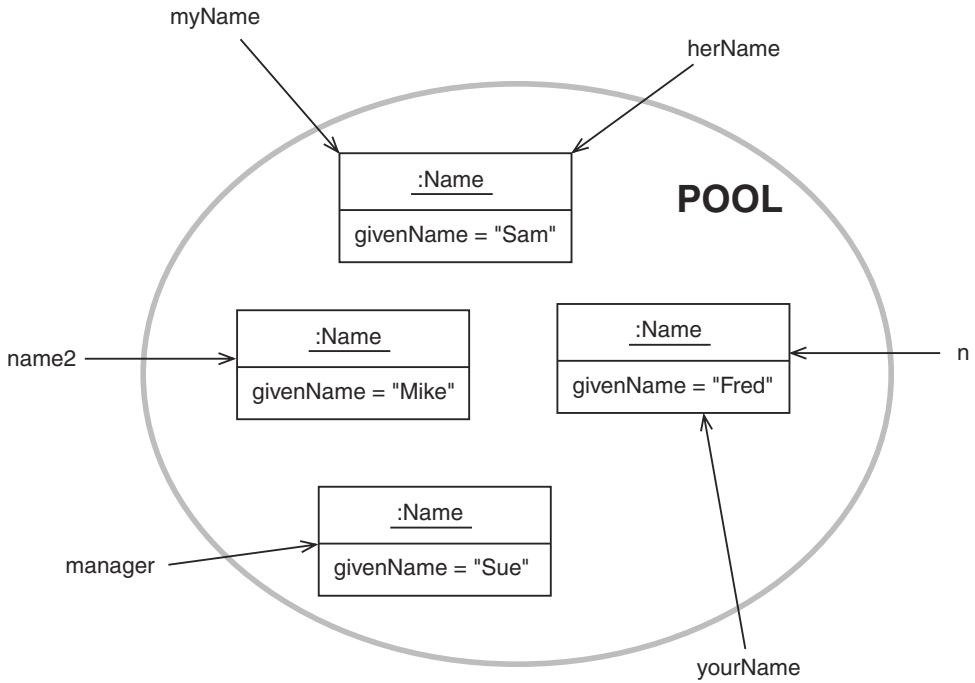 myName
herName
:Name
givenName = "Sam"
POOL
name2
:Name
givenName = "Mike"
:Name
givenName = "Fred"
n
manager
:Name
givenName = "Sue"
yourName